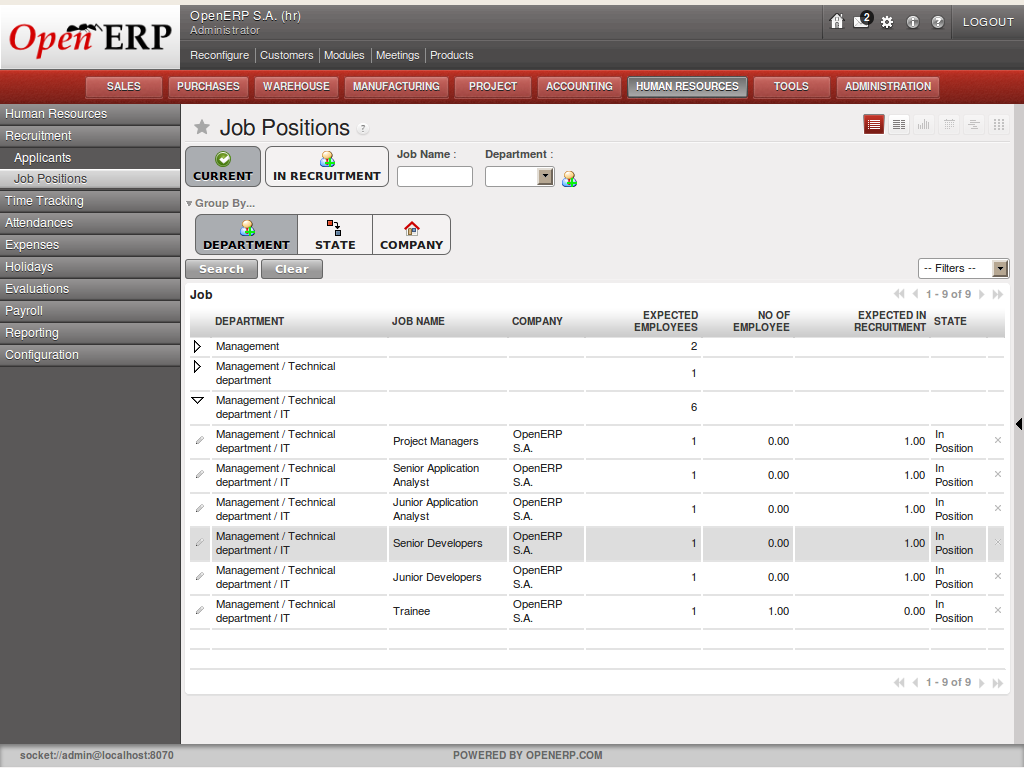 Open ERP
OpenERP S.A. (hr)
Administrator
2
LOGOUT
Reconfigure Customers Modules Meetings Products
SALES PURCHASES WAREHOUSE MANUFACTURING PROJECT ACCOUNTING HUMAN RESOURCES TOOLS ADMINISTRATION
Human Resources
Recruitment
Applicants
Job Positions
Time Tracking
Attendances
Expenses
Holidays
Evaluations
Payroll
Reporting
Configuration
Job Positions ?
CURRENT
IN RECRUITMENT
Job Name :
Department :
Group By...
DEPARTMENT
STATE
COMPANY
Search Clear
-- Filters --
Job
1 - 9 of 9
DEPARTMENT JOB NAME COMPANY EXPECTED EMPLOYEES NO OF EMPLOYEE EXPECTED IN RECRUITMENT STATE
Management 2
Management / Technical
department 1
Management / Technical
department / IT 6
Management / Technical
department / IT Project Managers OpenERP S.A. 1 0.00 1.00 In Position
Management / Technical
department / IT Senior Application Analyst OpenERP S.A. 1 0.00 1.00 In Position
Management / Technical
department / IT Junior Application Analyst OpenERP S.A. 1 0.00 1.00 In Position
Management / Technical
department / IT Senior Developers OpenERP S.A. 1 0.00 1.00 In Position
Management / Technical
department / IT Junior Developers OpenERP S.A. 1 0.00 1.00 In Position
Management / Technical
department / IT Trainee OpenERP S.A. 1 1.00 0.00 In Position
1 - 9 of 9
socket://admin@localhost:8070
POWERED BY OPENERP.COM